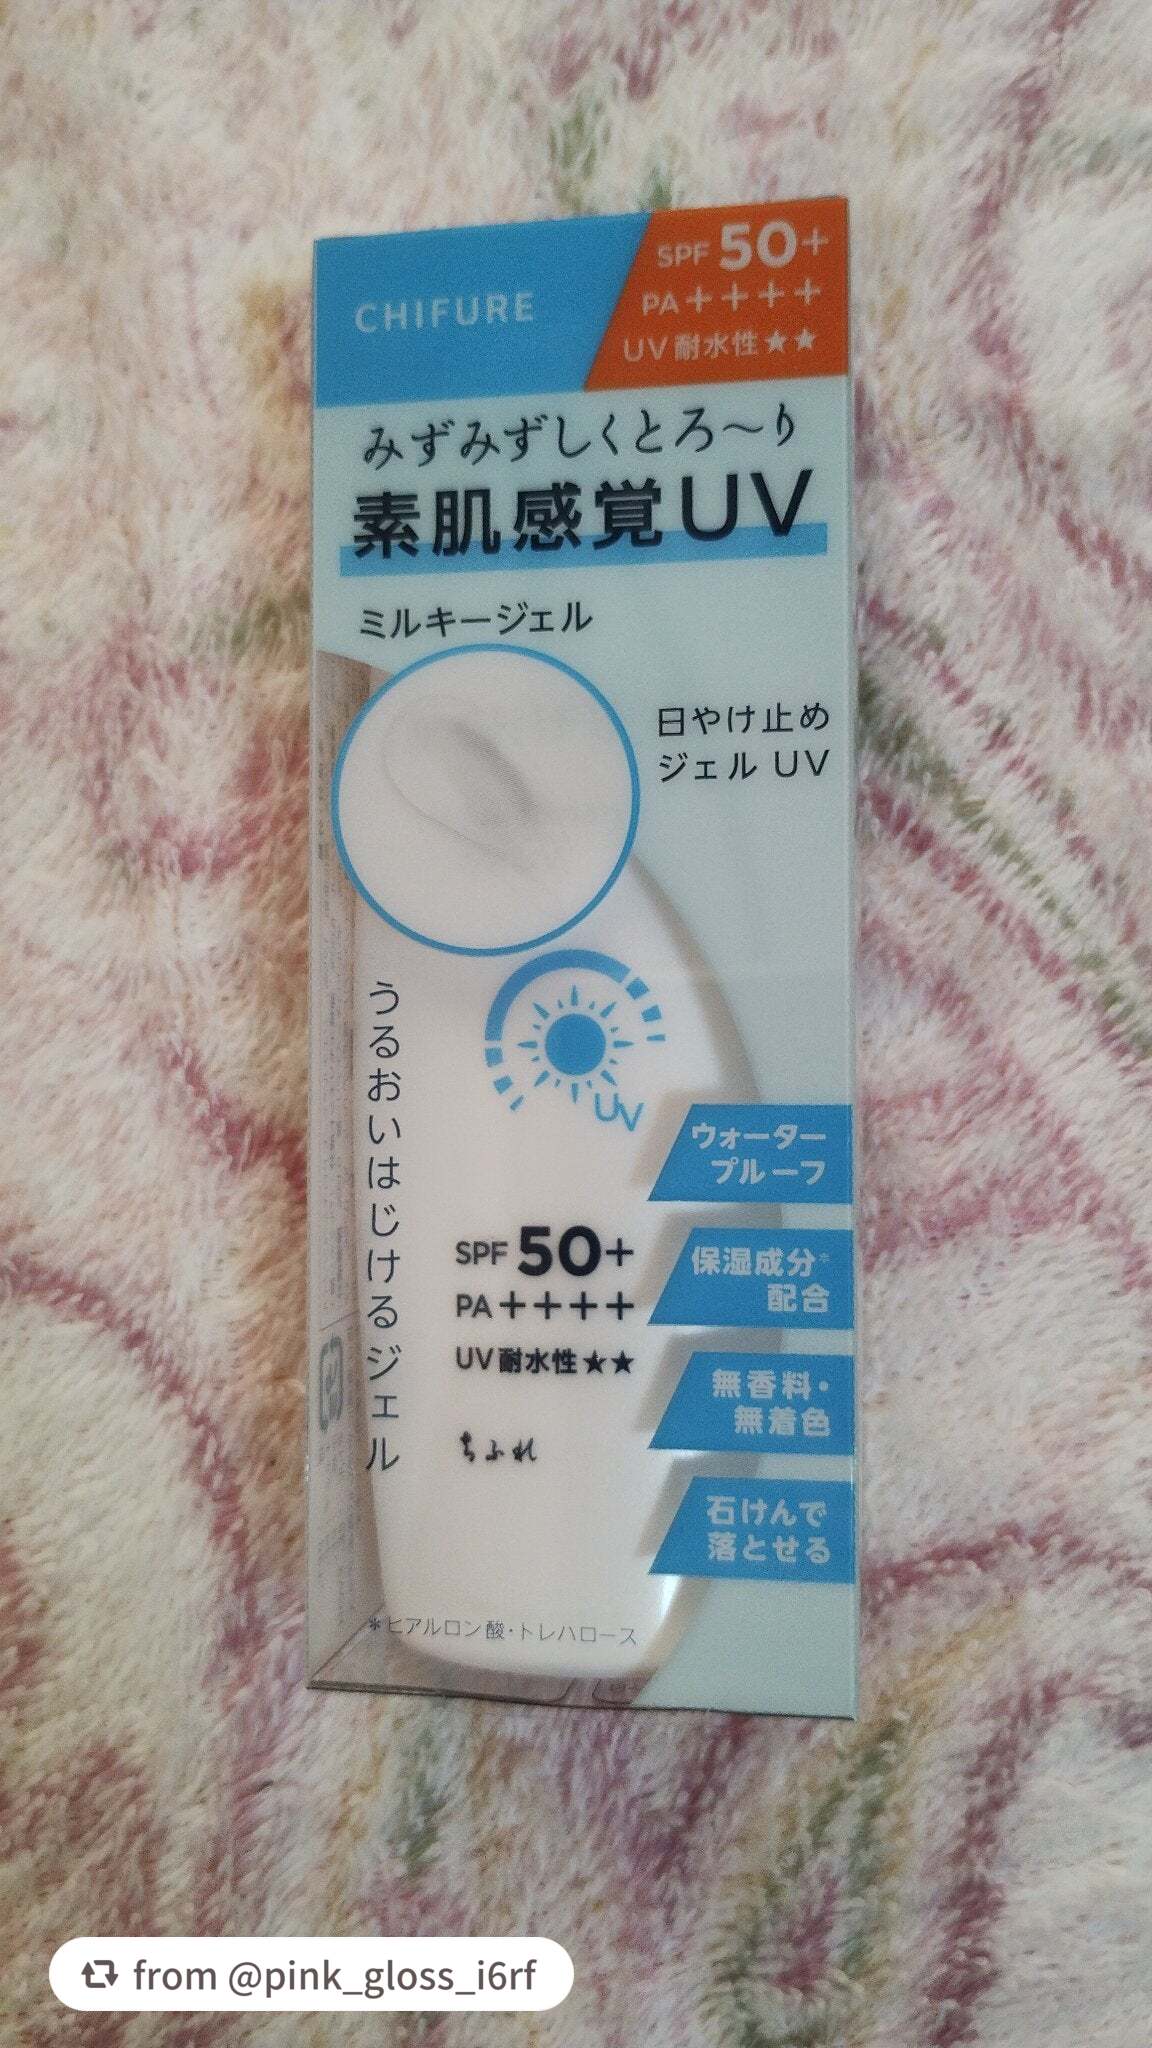 CHIFURE
SPF 50+
PA++++
UV耐水性★★
みずみずしくとろ〜り
素肌感覚UV
ミルキージェル
日やけ止め
ジェル UV
うるおいはじけるジェル
UV
SPF 50+
PA++++
UV耐水性★★
ちふれ
ウォーター
プルーフ
保湿成分*
配合
無香料・
無着色
石けんで
落とせる
*ヒアルロン酸・トレハロース
from @pink_gloss_i6rf